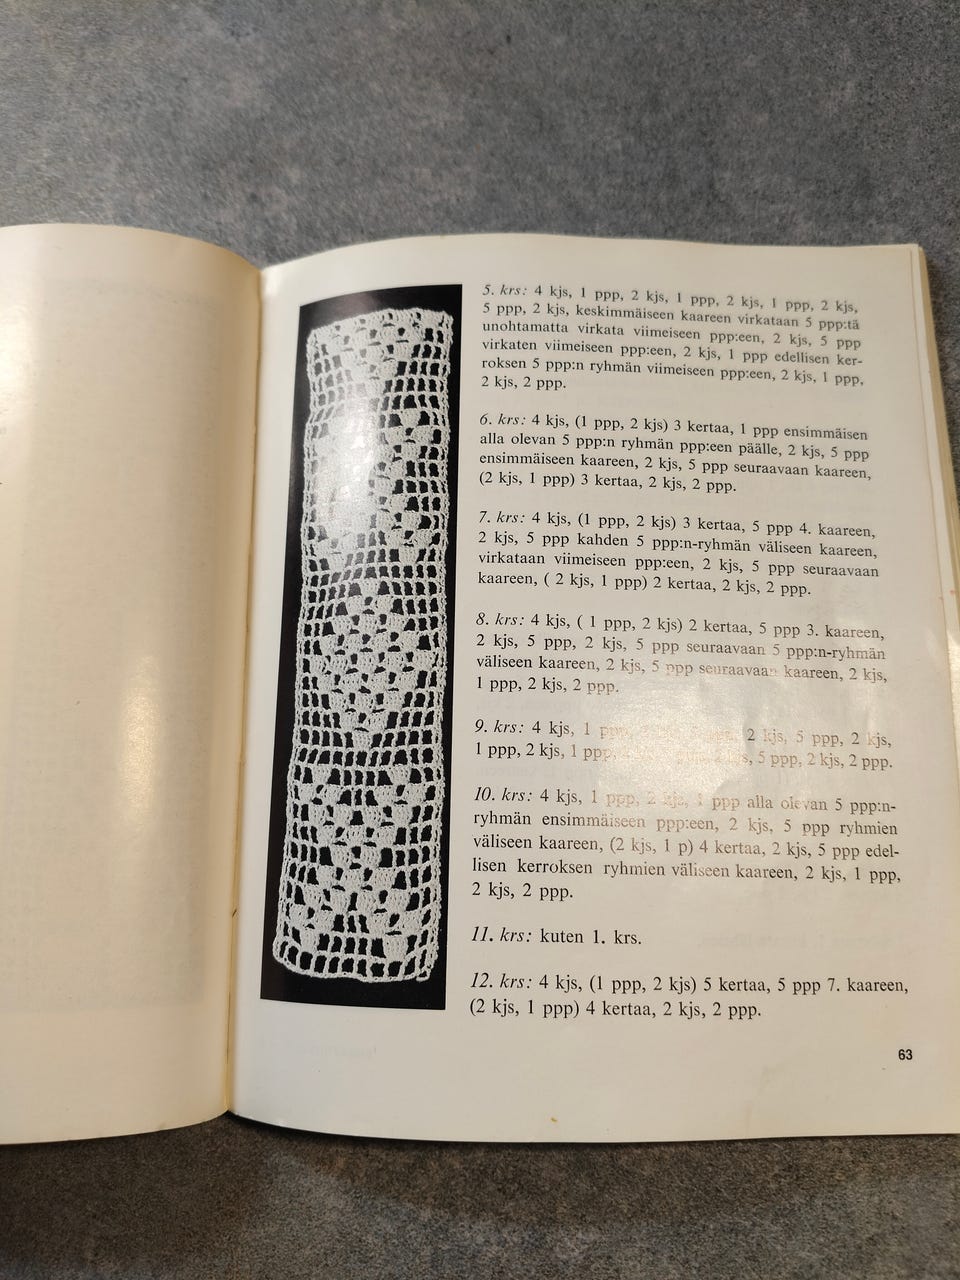 5. krs: 4 kjs, 1 ppp, 2 kjs, 1 ppp, 2 kjs, 1 ppp, 2 kjs,
5 ppp, 2 kjs, keskimmäiseen kaareen virkataan 5 ppp:tä
unohtamatta virkata viimeiseen ppp:een, 2 kjs, 5 ppp
virkaten viimeiseen ppp:een, 2 kjs, 1 ppp edellisen ker-
roksen 5 ppp:n ryhmän viimeiseen ppp:een, 2 kjs, 1 ppp,
2 kjs, 2 ppp.
6. krs: 4 kjs, (1 ppp, 2 kjs) 3 kertaa, 1 ppp ensimmäisen
alla olevan 5 ppp:n ryhmän ppp:een päälle, 2 kjs, 5 ppp
ensimmäiseen kaareen, 2 kjs, 5 ppp seuraavaan kaareen,
(2 kjs, 1 ppp) 3 kertaa, 2 kjs, 2 ppp.
7. krs: 4 kjs, (1 ppp, 2 kjs) 3 kertaa, 5 ppp 4. kaareen,
2 kjs, 5 ppp kahden 5 ppp:n-ryhmän väliseen kaareen,
virkataan viimeiseen ppp:een, 2 kjs, 5 ppp seuraavaan
kaareen, ( 2 kjs, 1 ppp) 2 kertaa, 2 kjs, 2 ppp.
8. krs: 4 kjs, ( 1 ppp, 2 kjs) 2 kertaa, 5 ppp 3. kaareen,
2 kjs, 5 ppp, 2 kjs, 5 ppp seuraavaan 5 ppp:n-ryhmän
väliseen kaareen, 2 kjs, 5 ppp seuraavaan kaareen, 2 kjs,
1 ppp, 2 kjs, 2 ppp.
9. krs: 4 kjs, 1 ppp, 2 kjs, 5 ppp, 2 kjs,
1 ppp, 2 kjs, 1 ppp, 5 ppp, 2 kjs, 2 ppp.
10. krs: 4 kjs, 1 ppp, 2 kjs, 1 ppp alla olevan 5 ppp:n-
ryhmän ensimmäiseen ppp:een, 2 kjs, 5 ppp ryhmien
väliseen kaareen, (2 kjs, 1 p) 4 kertaa, 2 kjs, 5 ppp edel-
lisen kerroksen ryhmien väliseen kaareen, 2 kjs, 1 ppp,
2 kjs, 2 ppp.
11. krs: kuten 1. krs.
12. krs: 4 kjs, (1 ppp, 2 kjs) 5 kertaa, 5 ppp 7. kaareen,
(2 kjs, 1 ppp) 4 kertaa, 2 kjs, 2 ppp.
63